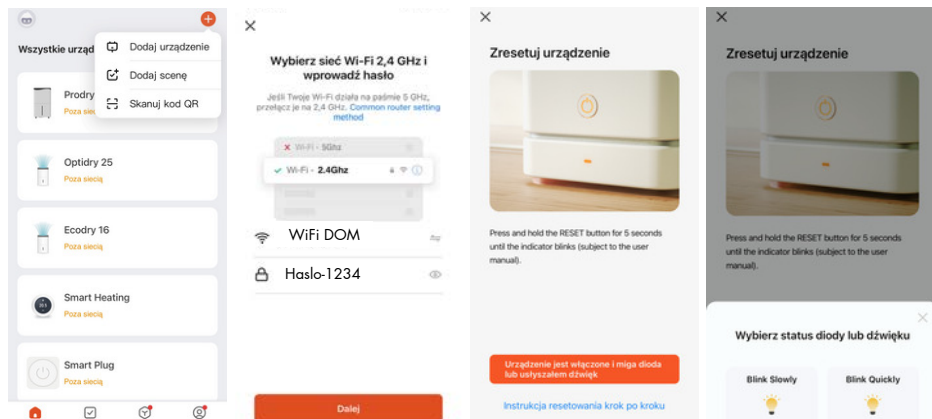 Wszystkie urząd
Dodaj urządzenie
Dodaj scenę
Skanuj kod QR
Prodry
Poza siec
Optidry 25
Poza siecią
Ecodry 16
Poza siecią
Smart Heating
Poza siecią
Smart Plug
Poza siecią
Wybierz sieć Wi-Fi 2,4 GHz i
wprowadź hasło
Jeśli Twoje Wi-Fi działa na paśmie 5 GHz,
przełącz je na 2,4 GHz. Common router setting
method
Wi-Fi - 5Ghz
Wi-Fi - 2.4Ghz
WiFi DOM
Haslo-1234
Dalej
Zresetuj urządzenie
Press and hold the RESET button for 5 seconds
until the indicator blinks (subject to the user
manual).
Urządzenie jest włączone i miga dioda
lub usłyszałem dźwięk
Instrukcja resetowania krok po kroku
Zresetuj urządzenie
Press and hold the RESET button for 5 seconds
until the indicator blinks (subject to the user
manual).
Wybierz status diody lub dźwięku
Blink Slowly
Blink Quickly